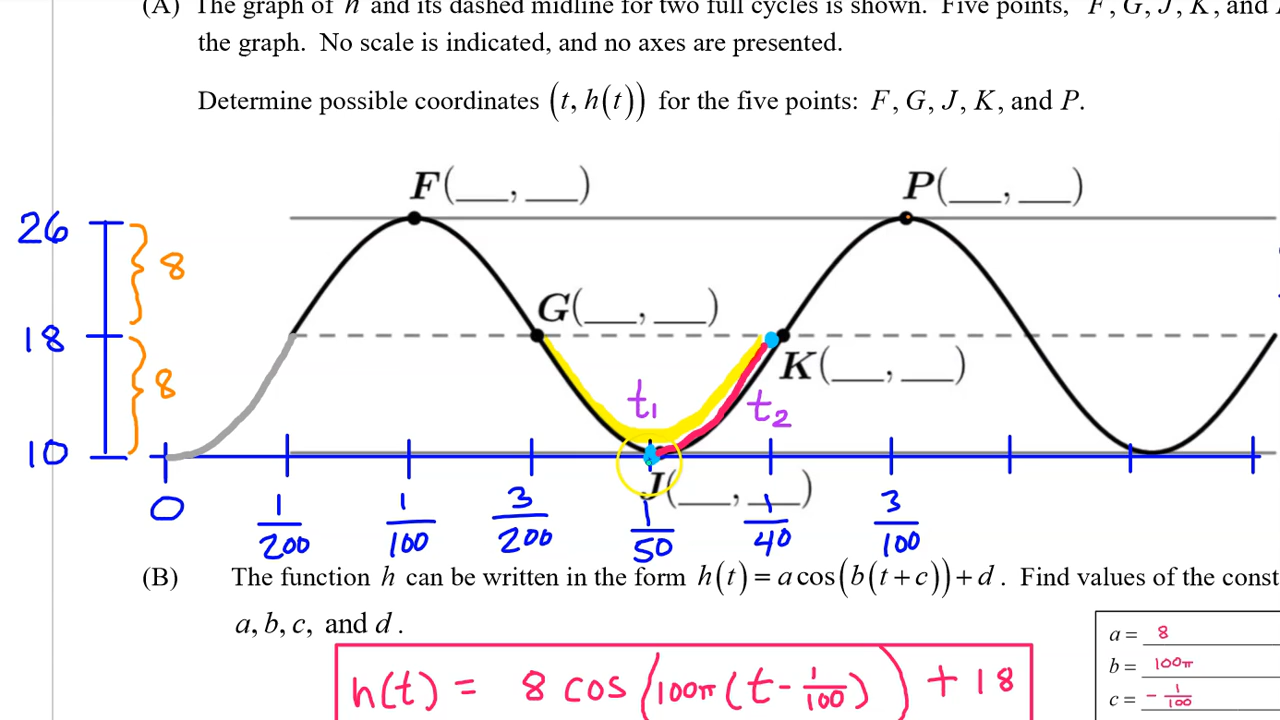 (A) The graph of h and its dashed midline for two full cycles is shown. Five points, F, G, J, K, and
the graph. No scale is indicated, and no axes are presented.
Determine possible coordinates (t, h(t)) for the five points: F, G, J, K, and P.
F(___, ___) P(___, ___)
26
8
G(___, ___)
18
K(___, ___)
8
t₁ t₂
10
J(___, ___)
0 1/200 1/100 3/200 1/50 1/40 3/100
(B) The function h can be written in the form h(t) = a cos(b(t + c)) + d. Find values of the const
a, b, c, and d.
a = 8
b = 100π
c = - 1/100
h(t) = 8 cos(100π(t - 1/100)) + 18